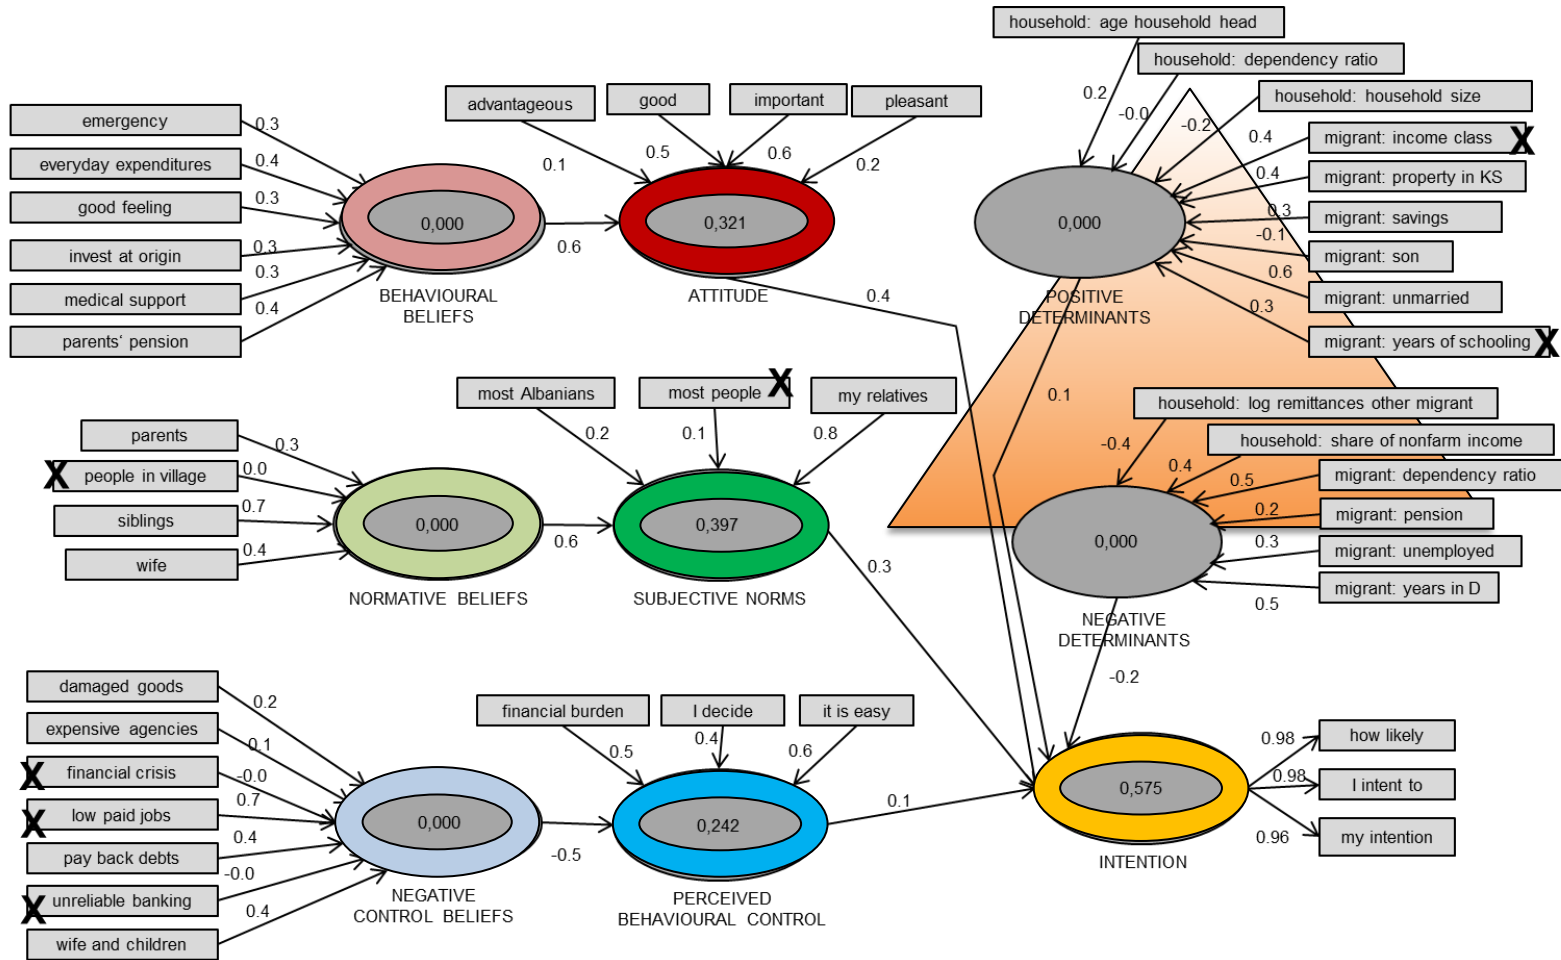 household: age household head
household: dependency ratio
household: household size
migrant: income class
X
migrant: property in KS
migrant: savings
migrant: son
migrant: unmarried
migrant: years of schooling
X
0.2
-0.0
-0.2
0.4
0.4
0.3
-0.1
0.6
0.3
0,000
POSITIVE
DETERMINANTS
0.1
emergency
everyday expenditures
good feeling
invest at origin
medical support
parents‘ pension
0.3
0.4
0.3
0.3
0.3
0.4
0,000
BEHAVIOURAL
BELIEFS
0.6
advantageous
good
important
pleasant
0.1
0.5
0.6
0.2
0,321
ATTITUDE
0.4
parents
X
people in village
siblings
wife
0.3
0.0
0.7
0.4
0,000
NORMATIVE BELIEFS
0.6
most Albanians
most people
X
my relatives
0.2
0.1
0.8
0,397
SUBJECTIVE NORMS
0.3
household: log remittances other migrant
household: share of nonfarm income
migrant: dependency ratio
migrant: pension
migrant: unemployed
migrant: years in D
-0.4
0.4
0.5
0.2
0.3
0.5
0,000
NEGATIVE
DETERMINANTS
-0.2
damaged goods
expensive agencies
X
financial crisis
X
low paid jobs
pay back debts
X
unreliable banking
wife and children
0.2
0.1
-0.0
0.7
0.4
-0.0
0.4
0,000
NEGATIVE
CONTROL BELIEFS
-0.5
financial burden
I decide
it is easy
0.5
0.4
0.6
0,242
PERCEIVED
BEHAVIOURAL CONTROL
0.1
0,575
INTENTION
0.98
0.98
0.96
how likely
I intent to
my intention